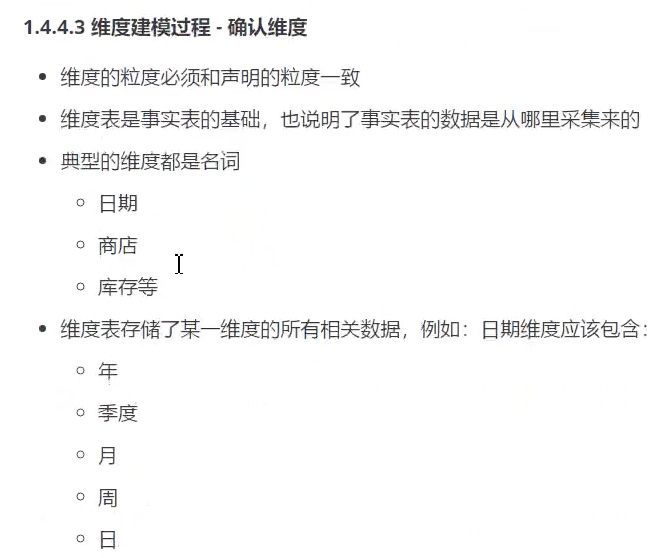 1.4.4.3 维度建模过程 - 确认维度
维度的粒度必须和声明的粒度一致
维度表是事实表的基础，也说明了事实表的数据是从哪里采集来的
典型的维度都是名词
日期
商店
库存等
维度表存储了某一维度的所有相关数据，例如：日期维度应该包含：
年
季度
月
周
日